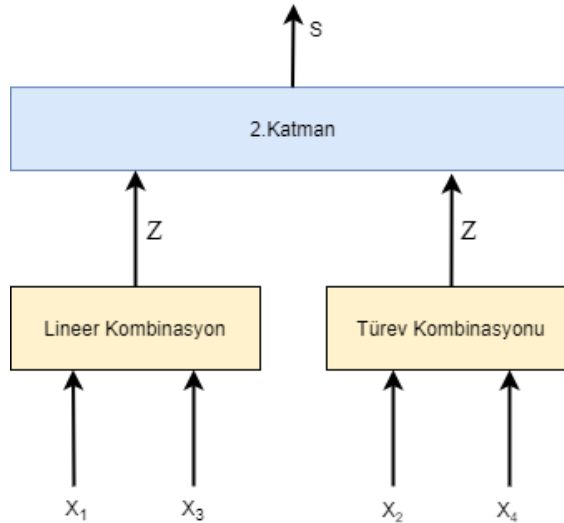 S
2.Katman
Z Z
Lineer Kombinasyon Türev Kombinasyonu
X₁ X₃ X₂ X₄